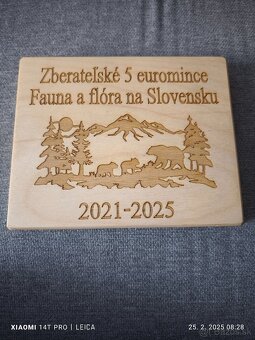 Zberateľské 5 euromince
Fauna a flóra na Slovensku
2021-2025
XIAOMI 14T PRO | LEICA
25. 2. 2025 08:28